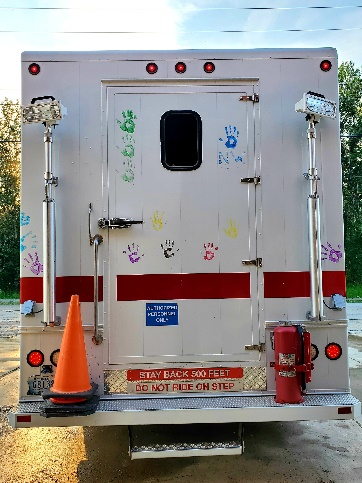 AUTHORIZED
PERSONNEL
ONLY
STAY BACK 500 FEET
DO NOT RIDE ON STEP